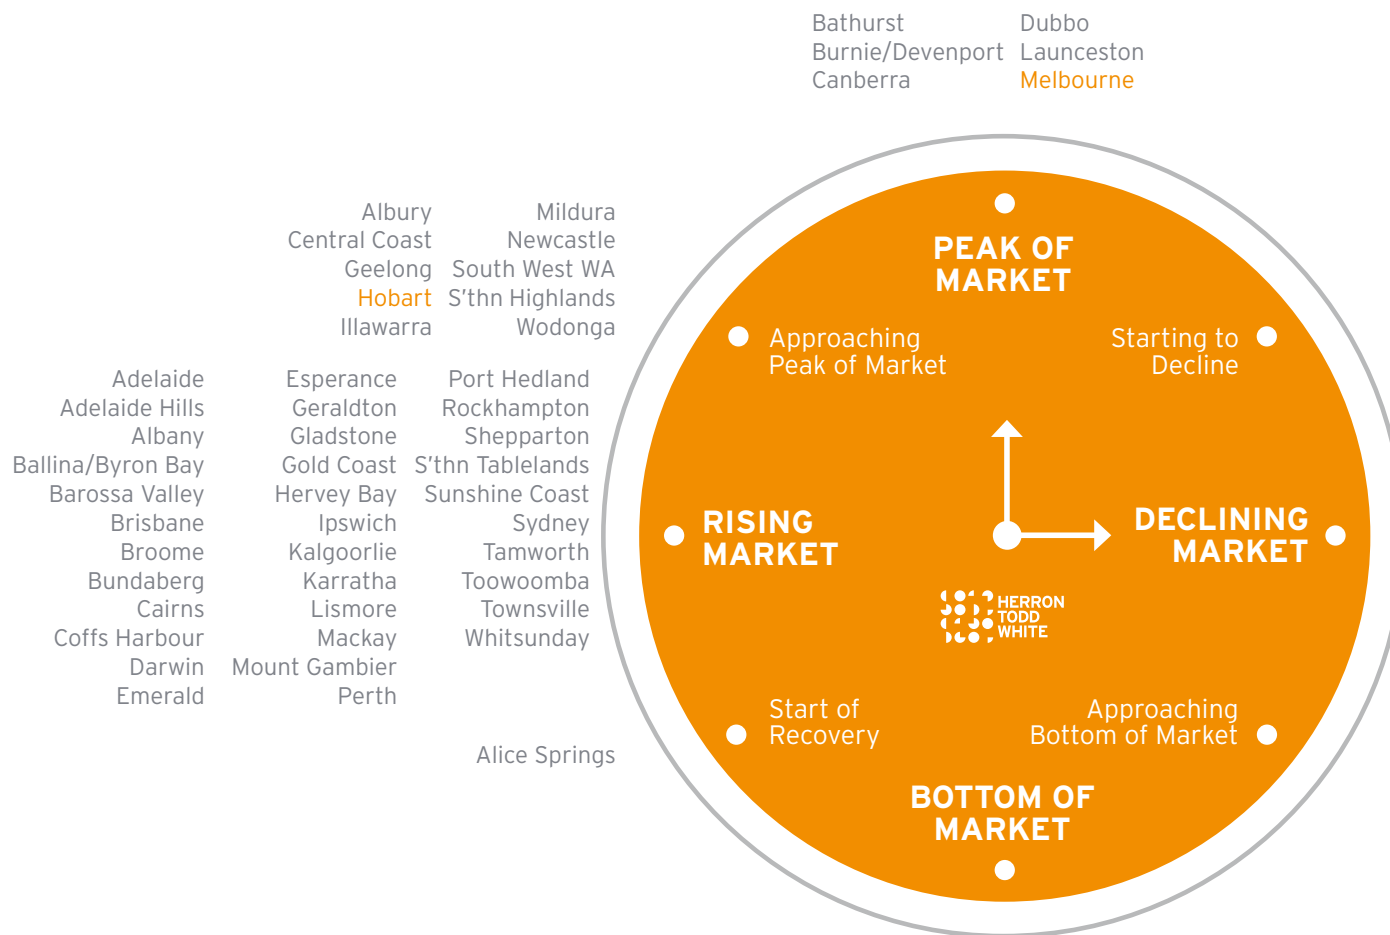 Bathurst Dubbo
Burnie/Devenport Launceston
Canberra Melbourne
Albury Mildura
Central Coast Newcastle
Geelong South West WA
Hobart S'thn Highlands
Illawarra Wodonga
Adelaide Esperance Port Hedland
Adelaide Hills Geraldton Rockhampton
Albany Gladstone Shepparton
Ballina/Byron Bay Gold Coast S'thn Tablelands
Barossa Valley Hervey Bay Sunshine Coast
Brisbane Ipswich Sydney
Broome Kalgoorlie Tamworth
Bundaberg Karratha Toowoomba
Cairns Lismore Townsville
Coffs Harbour Mackay Whitsunday
Darwin Mount Gambier
Emerald Perth
Alice Springs
PEAK OF
MARKET
Approaching
Peak of Market
Starting to
Decline
RISING
MARKET
DECLINING
MARKET
HERRON
TODD
WHITE
Start of
Recovery
Approaching
Bottom of Market
BOTTOM OF
MARKET